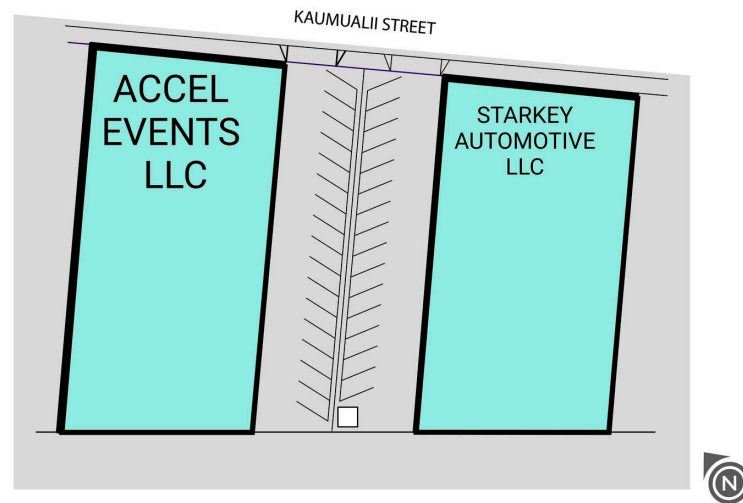 KAUMUALII STREET
ACCEL
EVENTS
LLC
STARKEY
AUTOMOTIVE
LLC
N